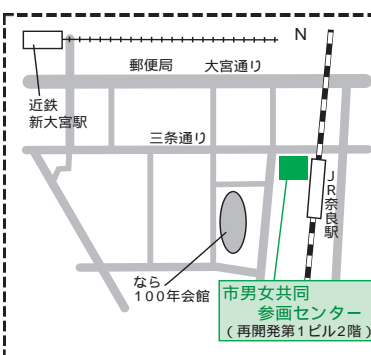 N
郵便局 大宮通り
近鉄
新大宮駅
三条通り
JR奈良駅
なら
100年会館
市男女共同
参画センター
(再開発第1ビル2階)